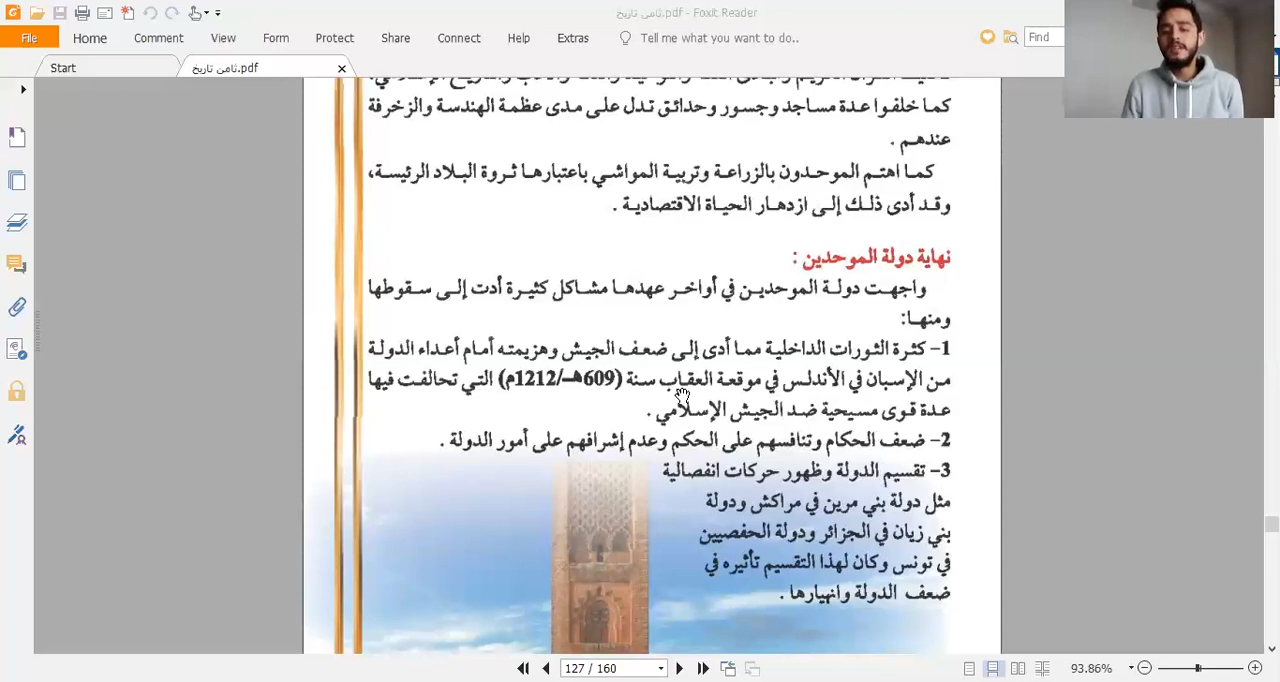 ثامن تاريخ.pdf - Foxit Reader
File Home Comment View Form Protect Share Connect Help Extras Tell me what you want to do.. Find
Start ثامن تاريخ.pdf
كما خلفوا عدة مساجد وجسور وحدائق تدل على مدى عظمة الهندسة والزخرفة
عندهم .
كما اهتم الموحدون بالزراعة وتربية المواشي باعتبارها ثروة البلاد الرئيسة،
وقد أدى ذلك إلى ازدهار الحياة الاقتصادية .
نهاية دولة الموحدين :
واجهت دولة الموحدين في أواخر عهدها مشاكل كثيرة أدت إلى سقوطها
ومنها:
1- كثرة الثورات الداخلية مما أدى إلى ضعف الجيش وهزيمته أمام أعداء الدولة
من الإسبان في الأندلس في موقعة العقاب سنة (609هـ/1212م) التي تحالفت فيها
عدة قوى مسيحية ضد الجيش الإسلامي .
2- ضعف الحكام وتنافسهم على الحكم وعدم إشرافهم على أمور الدولة .
3- تقسيم الدولة وظهور حركات انفصالية
مثل دولة بني مرين في مراكش ودولة
بني زيان في الجزائر ودولة الحفصيين
في تونس وكان لهذا التقسيم تأثيره في
ضعف الدولة وانهيارها .
127 / 160 93.86%